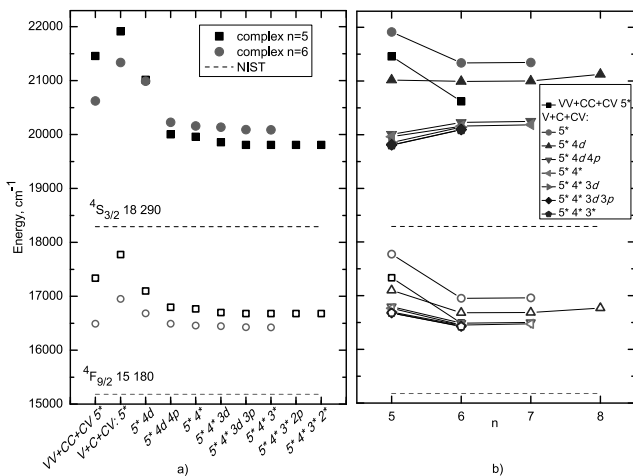 22000
21000
20000
19000
18000
17000
16000
15000
Energy, cm⁻¹
complex n=5
complex n=6
NIST
⁴S₃/₂ 18 290
⁴F₉/₂ 15 180
VV+CC+CV 5*
V+C+CV: 5*
5* 4d
5* 4d 4p
5* 4*
5* 4* 3d
5* 4* 3d 3p
5* 4* 3*
5* 4* 3* 2p
5* 4* 3* 2*
a)
VV+CC+CV 5*
V+C+CV:
5*
5* 4d
5* 4d 4p
5* 4*
5* 4* 3d
5* 4* 3d 3p
5* 4* 3*
5 6 7 8
n
b)